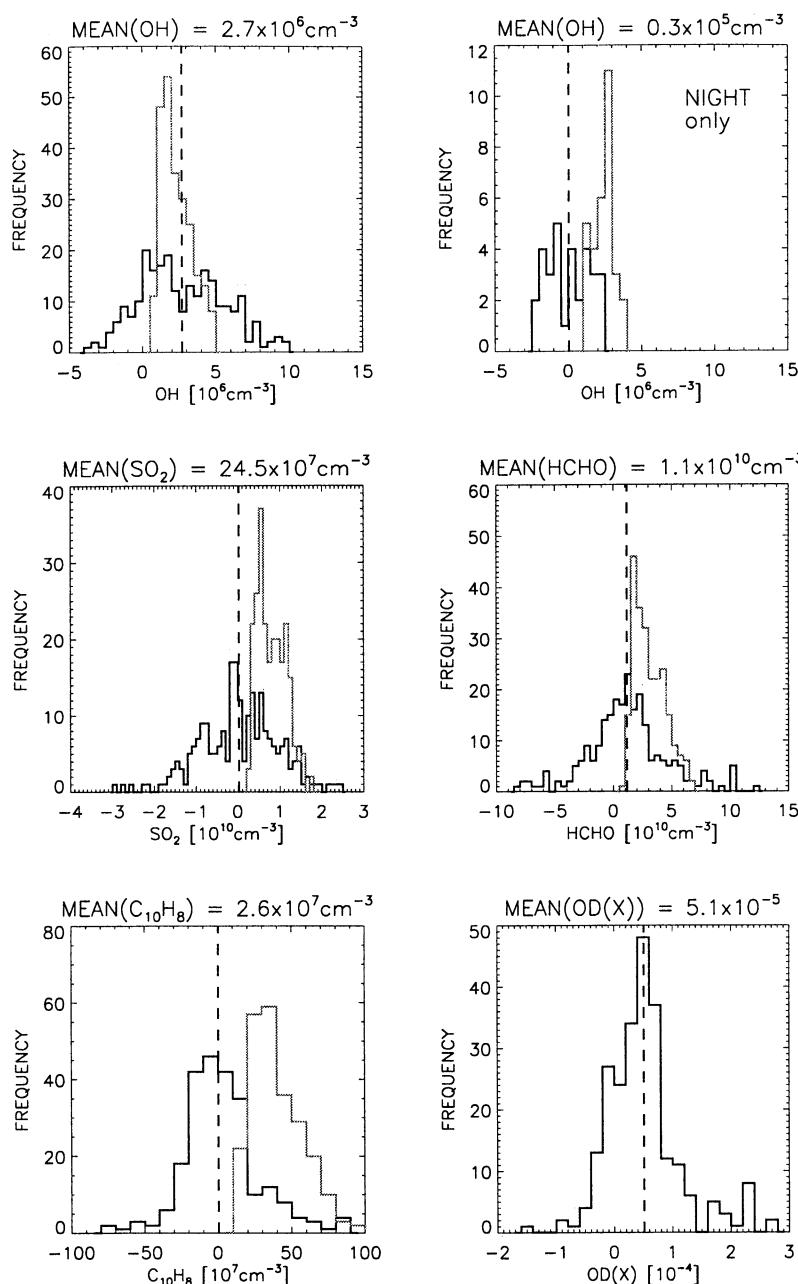 MEAN(OH) = 2.7x10⁶cm⁻³
60
50
40
30
20
10
0
FREQUENCY
-5 0 5 10 15
OH [10⁶cm⁻³]
MEAN(OH) = 0.3x10⁵cm⁻³
NIGHT
only
12
10
8
6
4
2
0
FREQUENCY
-5 0 5 10 15
OH [10⁶cm⁻³]
MEAN(SO₂) = 24.5x10⁷cm⁻³
40
30
20
10
0
FREQUENCY
-4 -3 -2 -1 0 1 2 3
SO₂ [10¹⁰cm⁻³]
MEAN(HCHO) = 1.1x10¹⁰cm⁻³
60
50
40
30
20
10
0
FREQUENCY
-10 -5 0 5 10 15
HCHO [10¹⁰cm⁻³]
MEAN(C₁₀H₈) = 2.6x10⁷cm⁻³
80
60
40
20
0
FREQUENCY
-100 -50 0 50 100
C₁₀H₈ [10⁷cm⁻³]
MEAN(OD(X)) = 5.1x10⁻⁵
50
40
30
20
10
0
FREQUENCY
-2 -1 0 1 2 3
OD(X) [10⁻⁴]